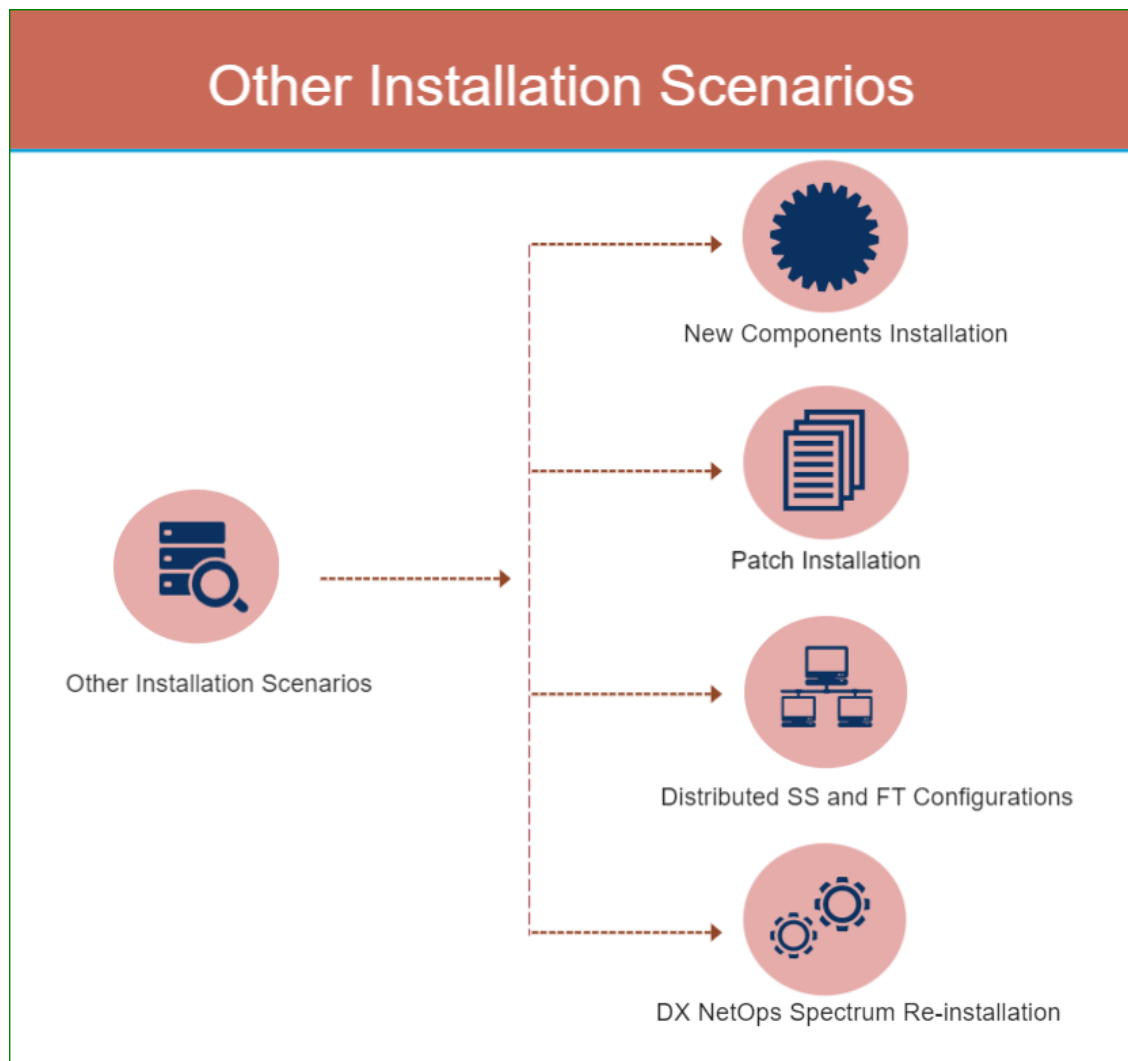 Other Installation Scenarios
New Components Installation
Patch Installation
Other Installation Scenarios
Distributed SS and FT Configurations
DX NetOps Spectrum Re-installation